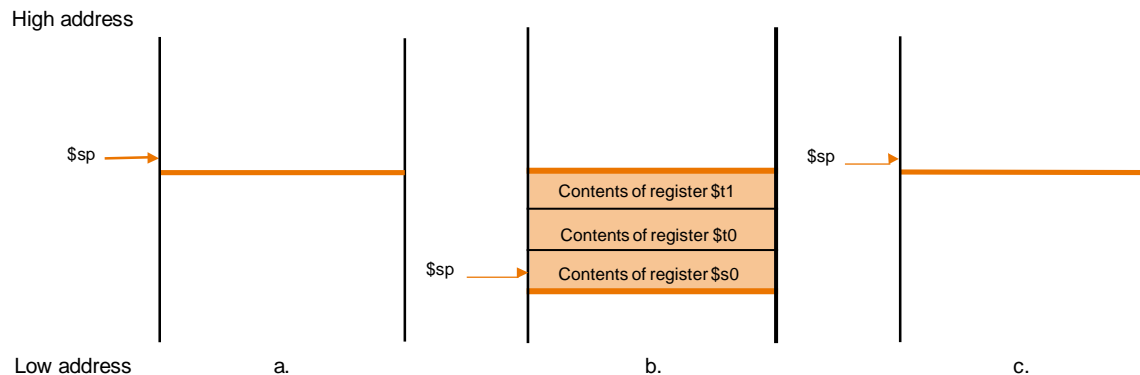 High address
$sp
$sp
Contents of register $t1
Contents of register $t0
$sp
Contents of register $s0
Low address
a.
b.
c.